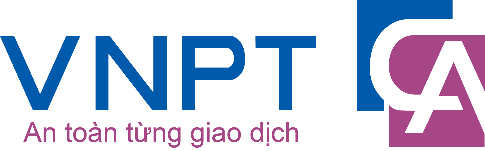 VNPT CA
An toàn từng giao dịch